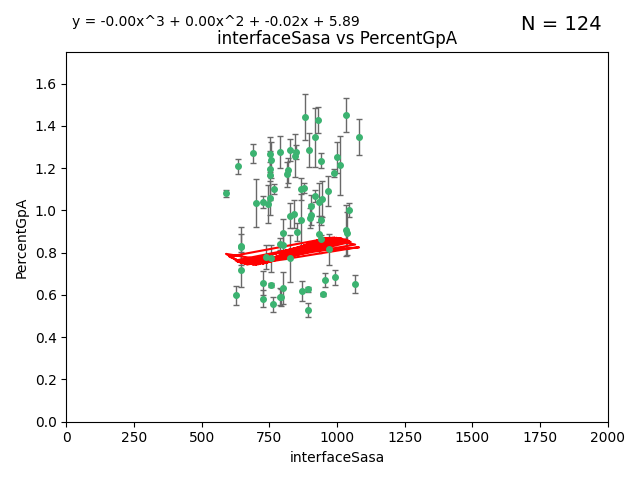 y = -0.00x^3 + 0.00x^2 + -0.02x + 5.89
N = 124
interfaceSasa vs PercentGpA
1.6
1.4
1.2
1.0
0.8
0.6
0.4
0.2
0.0
PercentGpA
0 250 500 750 1000 1250 1500 1750 2000
interfaceSasa